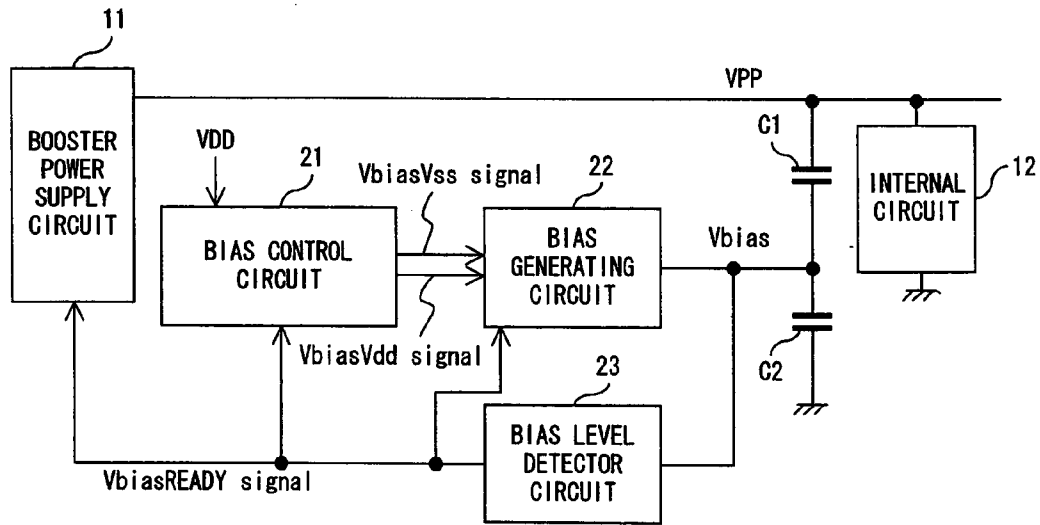 11
BOOSTER
POWER
SUPPLY
CIRCUIT
VPP
VDD
21
BIAS CONTROL
CIRCUIT
VbiasVss signal
VbiasVdd signal
22
BIAS
GENERATING
CIRCUIT
Vbias
C1
C2
INTERNAL
CIRCUIT
12
23
BIAS LEVEL
DETECTOR
CIRCUIT
VbiasREADY signal